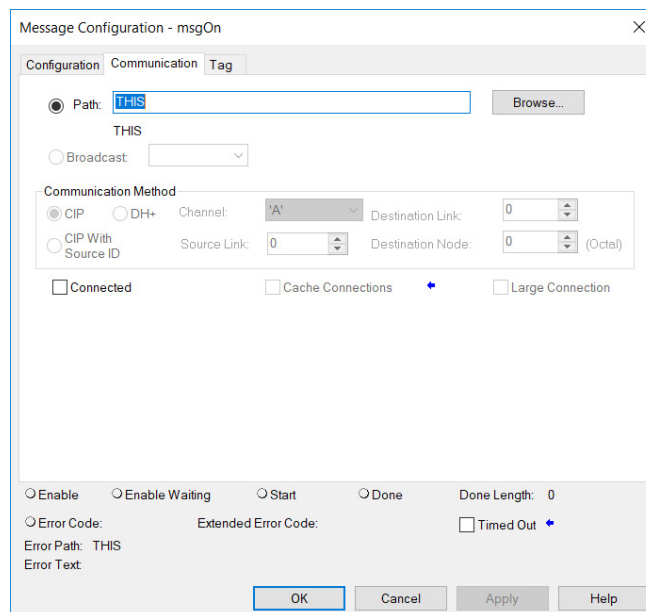 Message Configuration - msgOn
Configuration Communication Tag
Path: THIS Browse...
THIS
Broadcast:
Communication Method
CIP DH+ Channel: 'A' Destination Link: 0
CIP With Source ID Source Link: 0 Destination Node: 0 (Octal)
Connected Cache Connections Large Connection
Enable Enable Waiting Start Done Done Length: 0
Error Code: Extended Error Code: Timed Out
Error Path: THIS
Error Text:
OK Cancel Apply Help